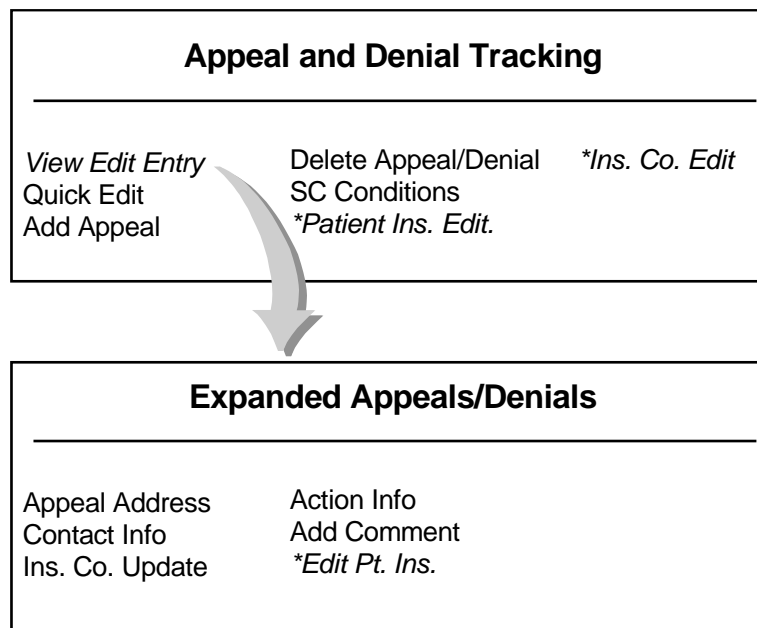 Appeal and Denial Tracking
View Edit Entry
Quick Edit
Add Appeal
Delete Appeal/Denial
SC Conditions
*Patient Ins. Edit.
*Ins. Co. Edit
Expanded Appeals/Denials
Appeal Address
Contact Info
Ins. Co. Update
Action Info
Add Comment
*Edit Pt. Ins.